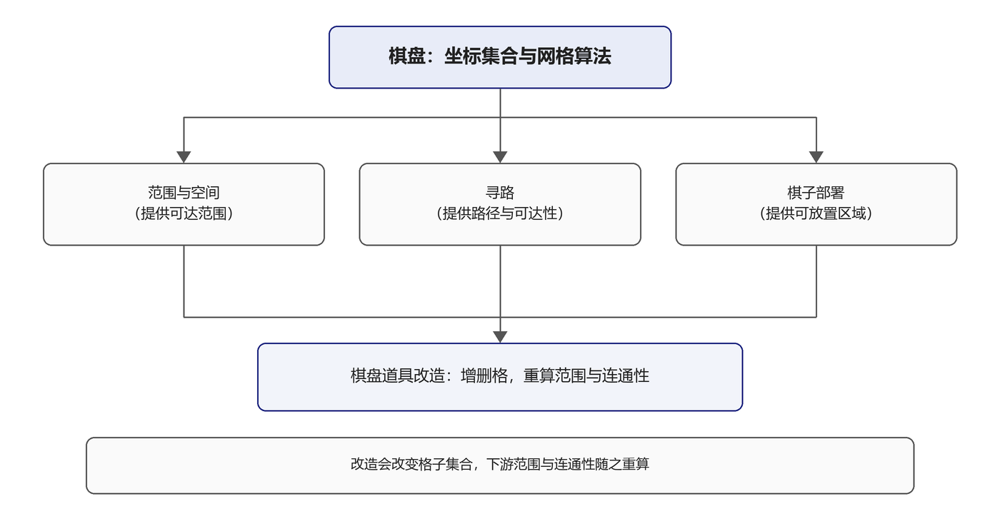 棋盘：坐标集合与网格算法
范围与空间
（提供可达范围）
寻路
（提供路径与可达性）
棋子部署
（提供可放置区域）
棋盘道具改造：增删格，重算范围与连通性
改造会改变格子集合，下游范围与连通性随之重算